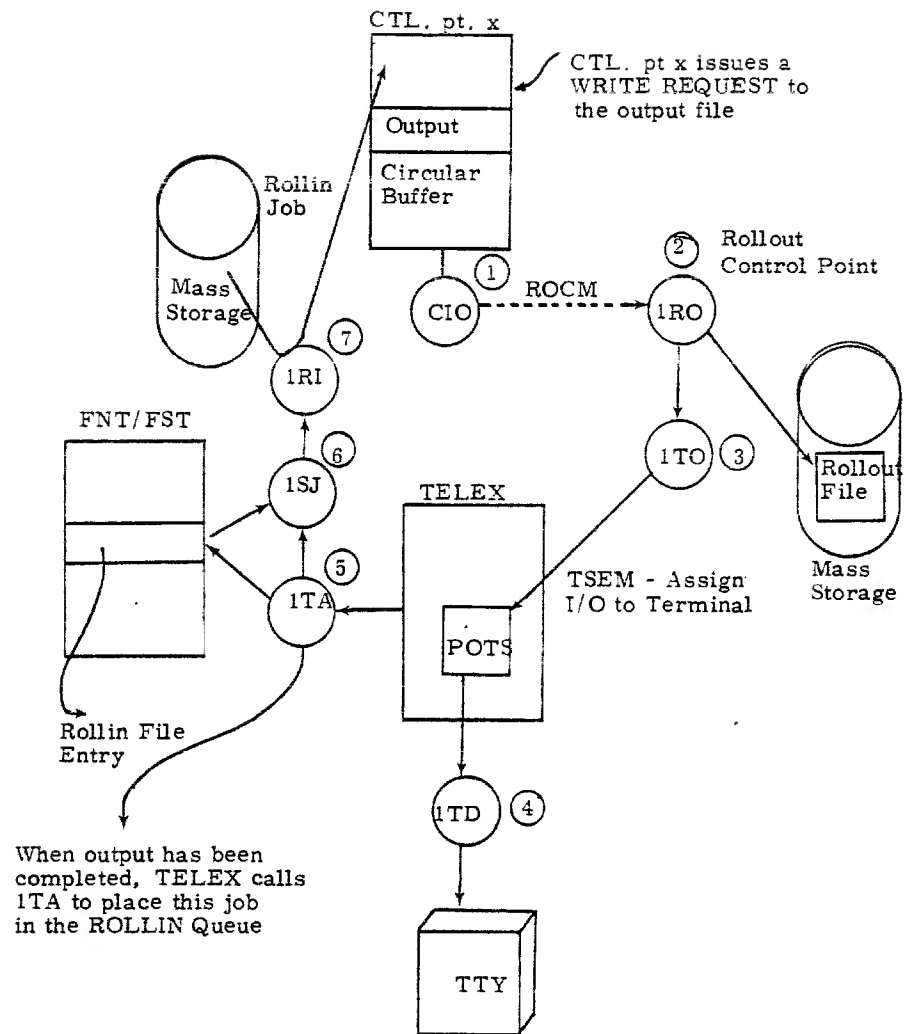 CTL. pt. x
CTL. pt x issues a
WRITE REQUEST to
the output file
Output
Circular
Buffer
Rollin
Job
Mass
Storage
1
CIO
ROCM
2
Rollout
Control Point
1RO
7
1RI
FNT/FST
6
1SJ
1TO
3
Rollout
File
Mass
Storage
TELEX
TSEM - Assign
I/O to Terminal
5
1TA
POTS
Rollin File
Entry
1TD
4
When output has been
completed, TELEX calls
1TA to place this job
in the ROLLIN Queue
TTY